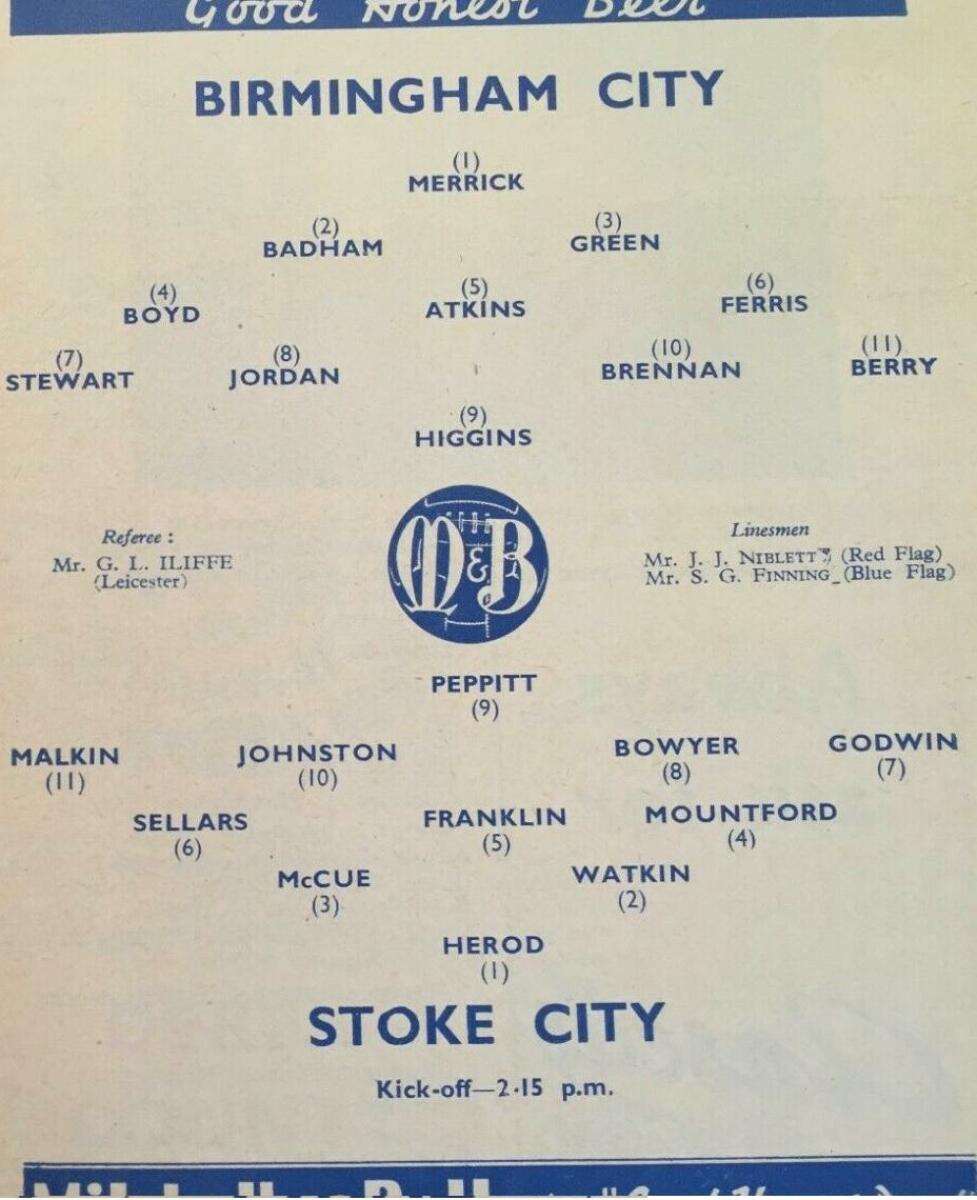 Good Honest Beer
BIRMINGHAM CITY
(1)
MERRICK
(2) (3)
BADHAM GREEN
(4) (5) (6)
BOYD ATKINS FERRIS
(7) (8) (10) (11)
STEWART JORDAN BRENNAN BERRY
(9)
HIGGINS
Referee :
Mr. G. L. ILIFFE
(Leicester)
M&B
Linesmen
Mr. J. J. NIBLETT (Red Flag)
Mr. S. G. FINNING (Blue Flag)
PEPPITT
(9)
MALKIN JOHNSTON BOWYER GODWIN
(11) (10) (8) (7)
SELLARS FRANKLIN MOUNTFORD
(6) (5) (4)
McCUE WATKIN
(3) (2)
HEROD
(1)
STOKE CITY
Kick-off—2·15 p.m.